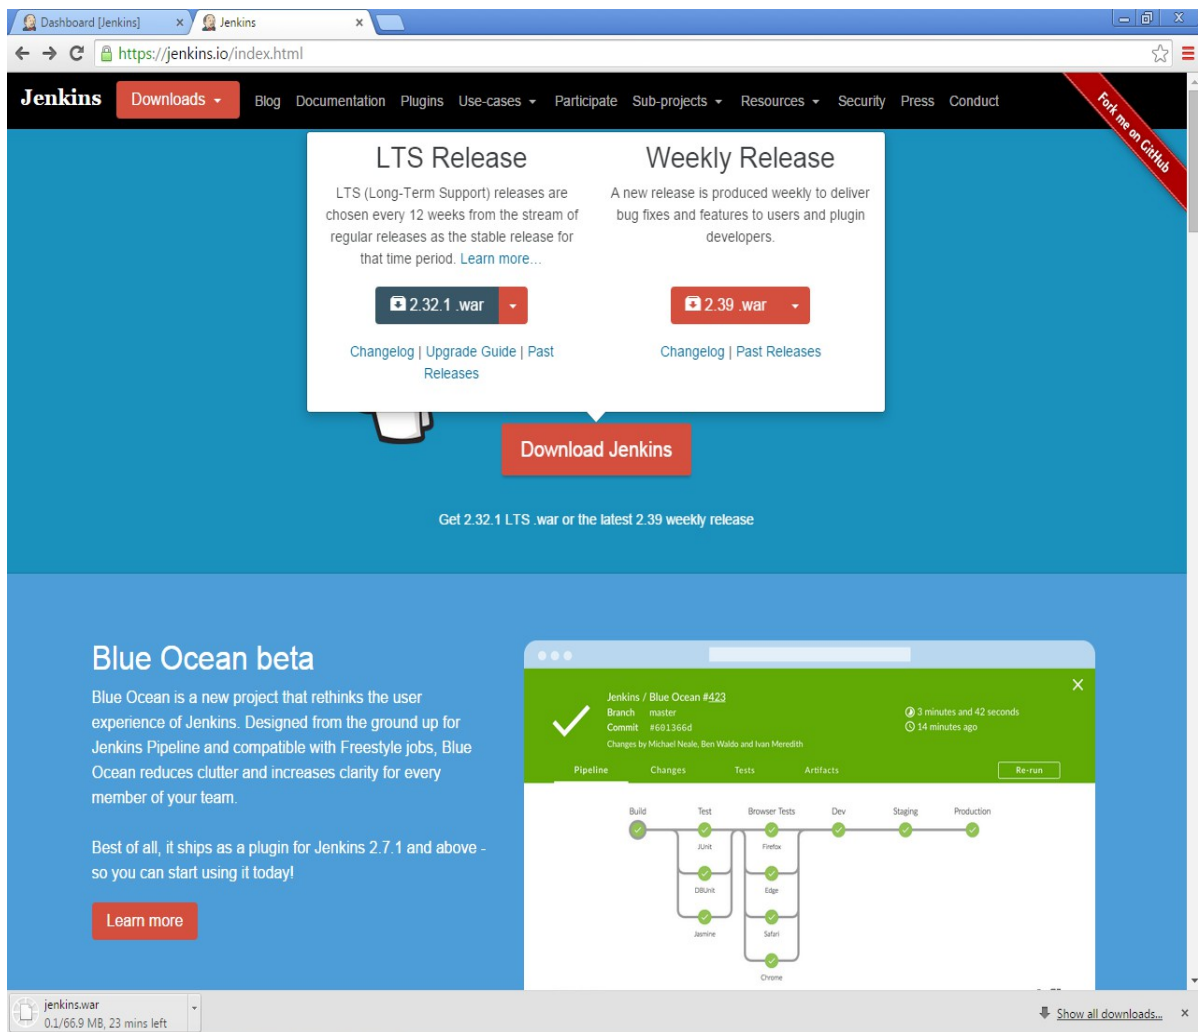 Dashboard [Jenkins]
Jenkins
https://jenkins.io/index.html
Jenkins Downloads Blog Documentation Plugins Use-cases Participate Sub-projects Resources Security Press Conduct
Fork me on GitHub
LTS Release
LTS (Long-Term Support) releases are
chosen every 12 weeks from the stream of
regular releases as the stable release for
that time period. Learn more...
2.32.1 .war
Changelog | Upgrade Guide | Past
Releases
Weekly Release
A new release is produced weekly to deliver
bug fixes and features to users and plugin
developers.
2.39 .war
Changelog | Past Releases
Download Jenkins
Get 2.32.1 LTS .war or the latest 2.39 weekly release
Blue Ocean beta
Blue Ocean is a new project that rethinks the user
experience of Jenkins. Designed from the ground up for
Jenkins Pipeline and compatible with Freestyle jobs, Blue
Ocean reduces clutter and increases clarity for every
member of your team.
Best of all, it ships as a plugin for Jenkins 2.7.1 and above -
so you can start using it today!
Learn more
Jenkins / Blue Ocean #423
Branch master
Commit #601366d
Changes by Michael Neale, Ben Waldo and Ivan Meredith
3 minutes and 42 seconds
14 minutes ago
Pipeline Changes Tests Artifacts Re-run
Build Test Browser Tests Dev Staging Production
JUnit Firefox
DBUnit Edge
Jasmine Safari
Chrome
jenkins.war
0.1/66.9 MB, 23 mins left
Show all downloads...